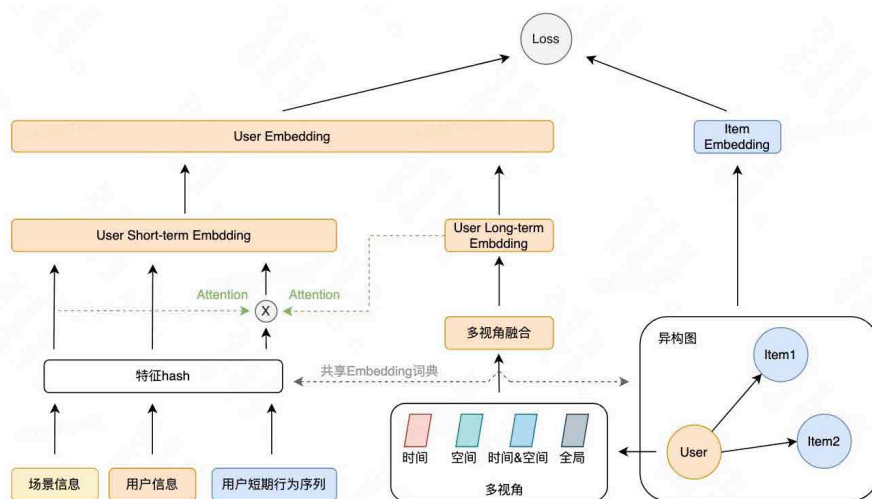 Loss
User Embedding
Item
Embedding
User Short-term Embdding
User Long-term
Embdding
Attention
Attention
X
多视角融合
异构图
Item1
特征hash
共享Embedding词典
User
Item2
时间
空间
时间&空间
全局
多视角
场景信息
用户信息
用户短期行为序列